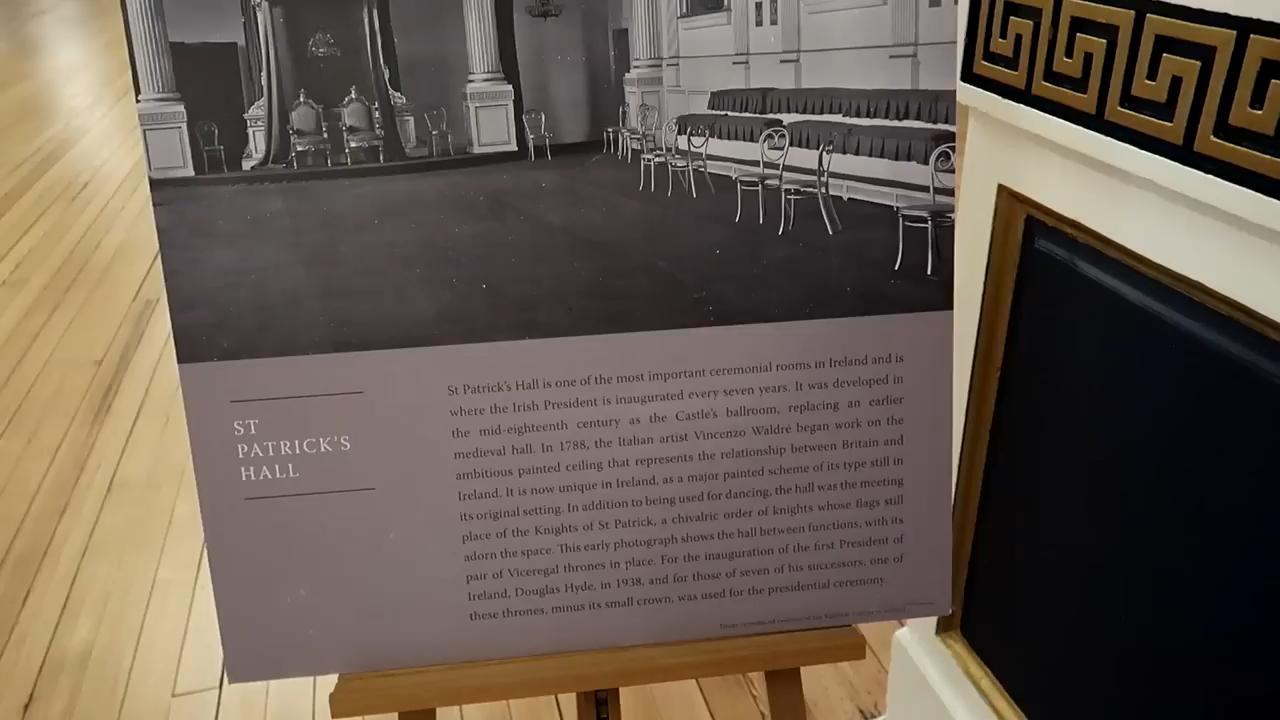 ST
PATRICK'S
HALL
St Patrick's Hall is one of the most important ceremonial rooms in Ireland and is
where the Irish President is inaugurated every seven years. It was developed in
the mid-eighteenth century as the Castle's ballroom, replacing an earlier
medieval hall. In 1788, the Italian artist Vincenzo Waldré began work on the
ambitious painted ceiling that represents the relationship between Britain and
Ireland. It is now unique in Ireland, as a major painted scheme of its type still in
its original setting. In addition to being used for dancing, the hall was the meeting
place of the Knights of St Patrick, a chivalric order of knights whose flags still
adorn the space. This early photograph shows the hall between functions, with its
pair of Viceregal thrones in place. For the inauguration of the first President of
Ireland, Douglas Hyde, in 1938, and for those of seven of his successors, one of
these thrones, minus its small crown, was used for the presidential ceremony.